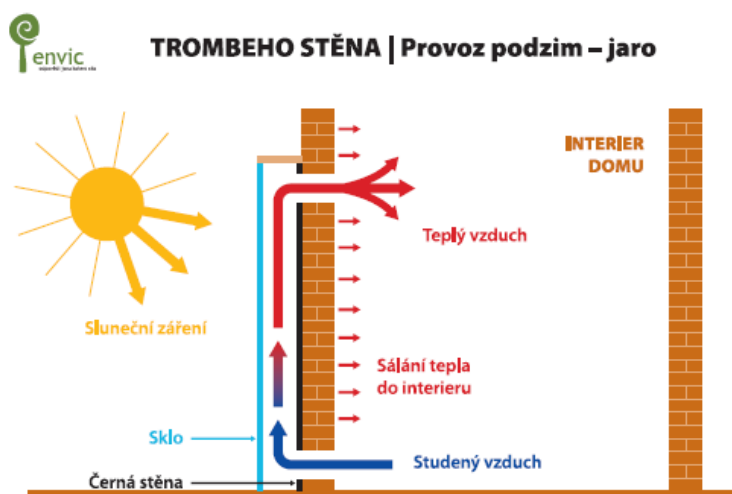 envic
TROMBEHO STĚNA | Provoz podzim – jaro
INTERIER
DOMU
Teplý vzduch
Sluneční záření
Sálání tepla
do interieru
Sklo
Studený vzduch
Černá stěna